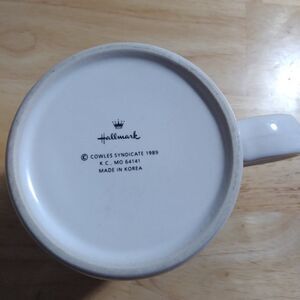 Hallmark
© COWLES SYNDICATE 1989
K.C., MO 64141
MADE IN KOREA